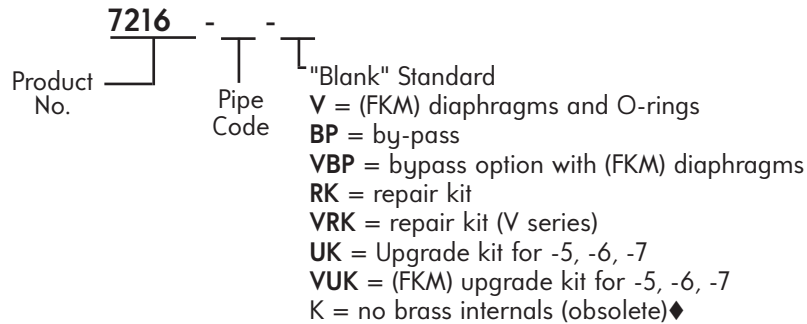 7216 - -
Product No.
Pipe Code
"Blank" Standard
V = (FKM) diaphragms and O-rings
BP = by-pass
VBP = bypass option with (FKM) diaphragms
RK = repair kit
VRK = repair kit (V series)
UK = Upgrade kit for -5, -6, -7
VUK = (FKM) upgrade kit for -5, -6, -7
K = no brass internals (obsolete)♦